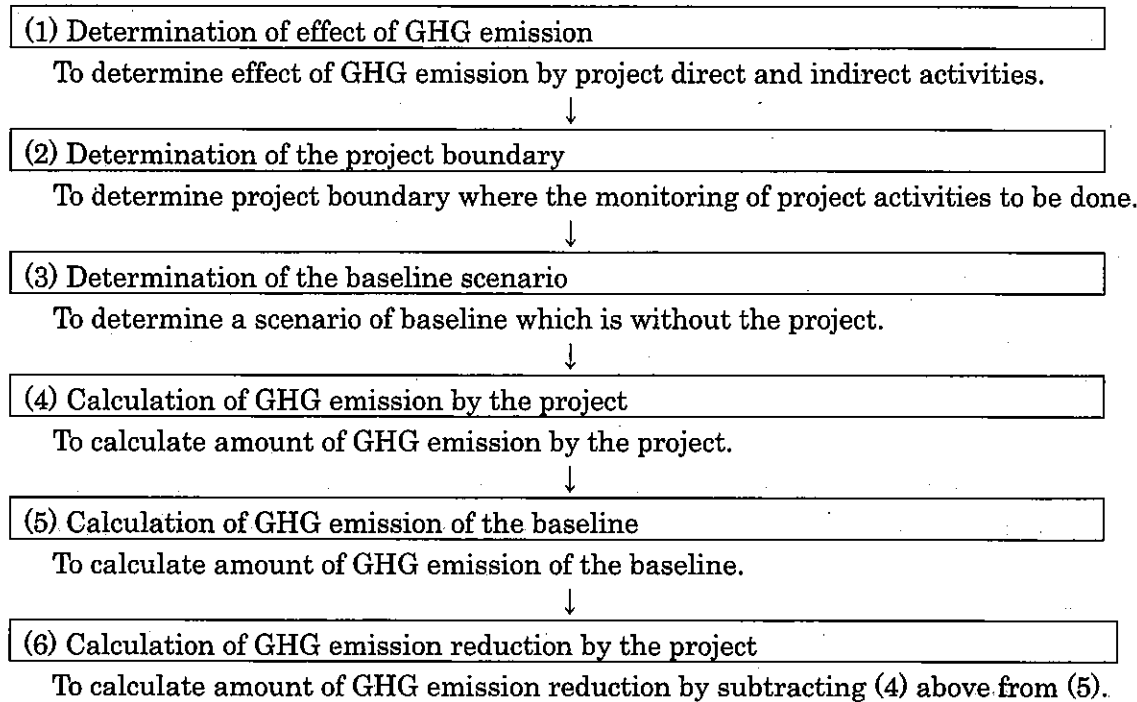 (1) Determination of effect of GHG emission
To determine effect of GHG emission by project direct and indirect activities.
↓
(2) Determination of the project boundary
To determine project boundary where the monitoring of project activities to be done.
↓
(3) Determination of the baseline scenario
To determine a scenario of baseline which is without the project.
↓
(4) Calculation of GHG emission by the project
To calculate amount of GHG emission by the project.
↓
(5) Calculation of GHG emission of the baseline
To calculate amount of GHG emission of the baseline.
↓
(6) Calculation of GHG emission reduction by the project
To calculate amount of GHG emission reduction by subtracting (4) above from (5).